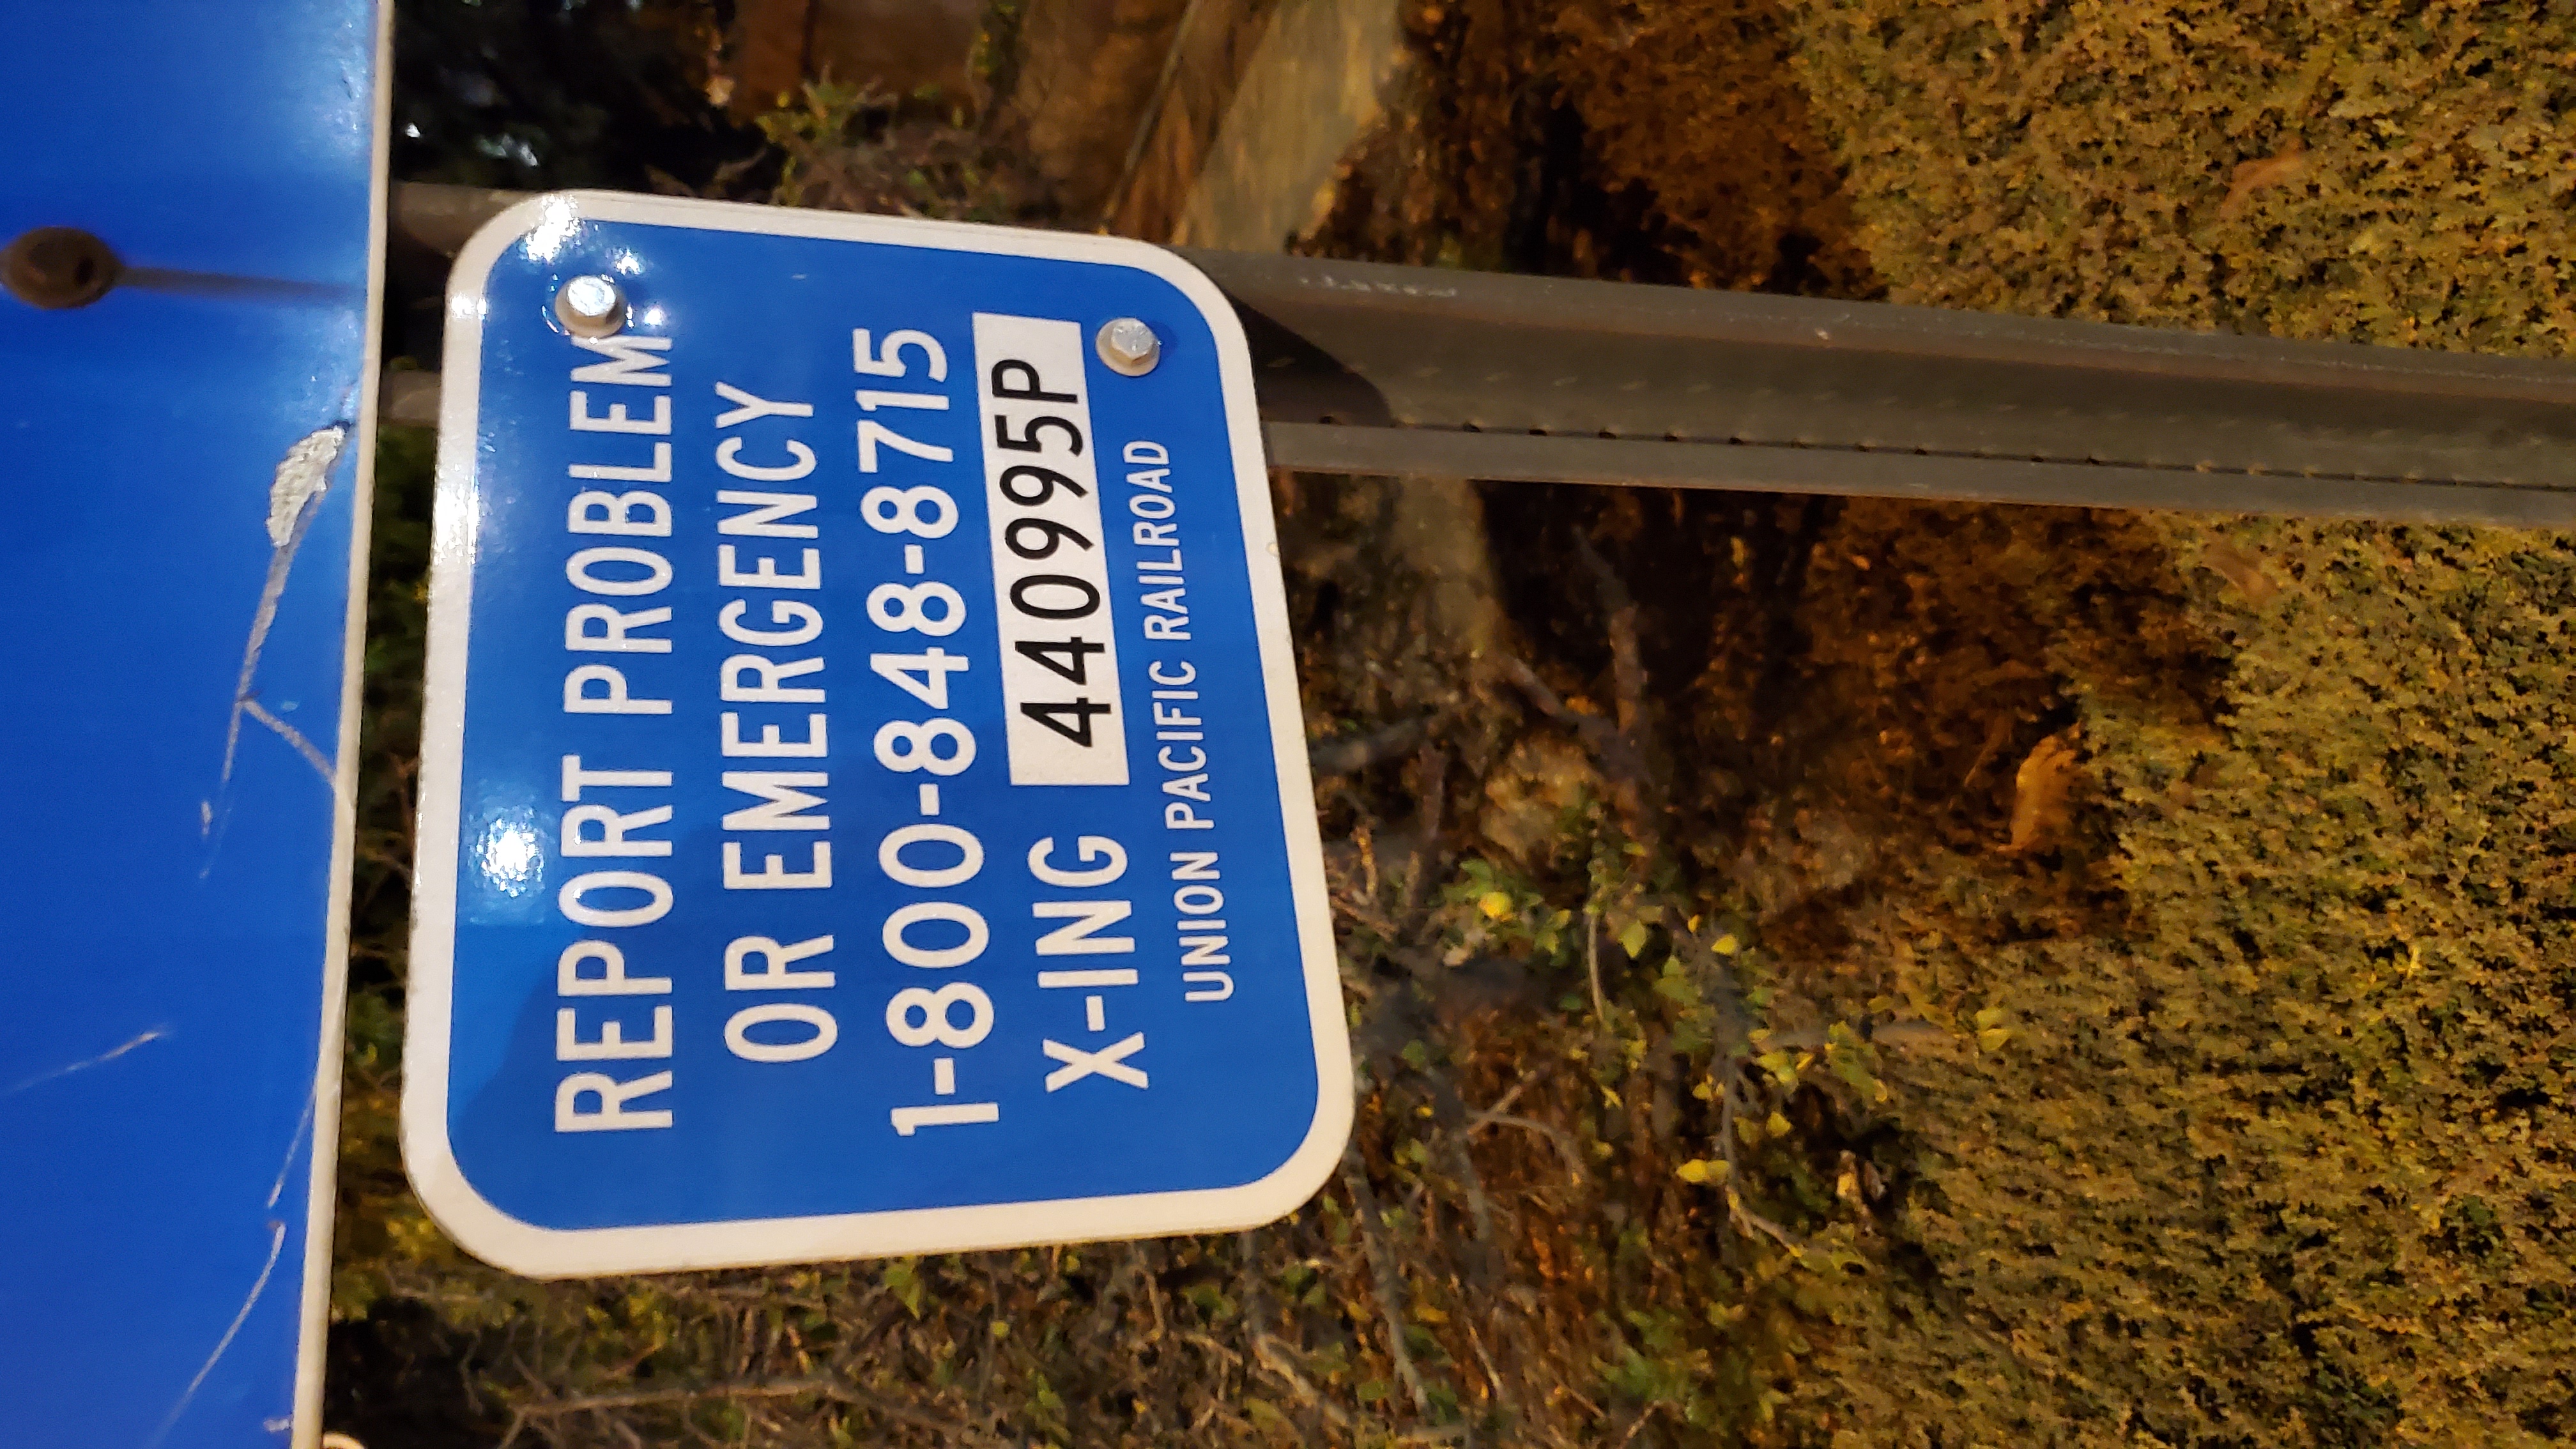 REPORT PROBLEM
OR EMERGENCY
1-800-848-8715
X-ING 440995P
UNION PACIFIC RAILROAD